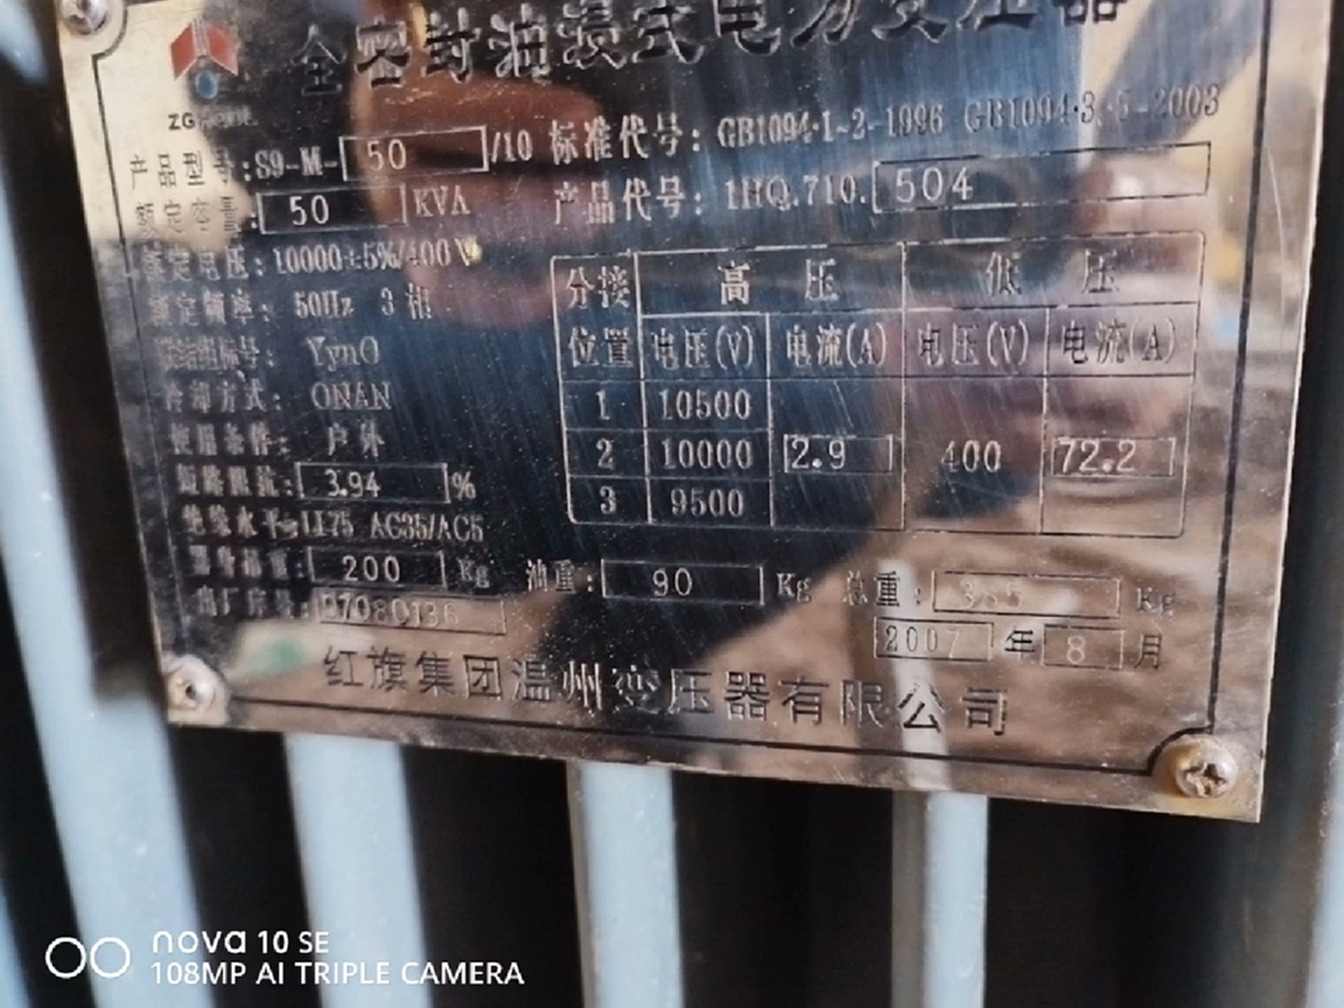 全密封油浸式电力变压器
产品型号:S9-M-50/10 标准代号: GB1094·1~2-1996 GB1094·3、5-2003
额定容量: 50 KVA 产品代号: 1HQ.710.504
额定电压: 10000±5%/400 V
额定频率: 50Hz 3 相
联结组标号: Yyn0
冷却方式: ONAN
使用条件: 户外
短路阻抗: 3.94 %
绝缘水平: LI75 AC35/AC5
分接位置 高压 低压
电压(V) 电流(A) 电压(V) 电流(A)
1 10500
2 10000 2.9 400 72.2
3 9500
器身吊重: 200 Kg 油重: 90 Kg 总重: Kg
出厂序号: 07080136 2007 年 8 月
红旗集团温州变压器有限公司
nova 10 SE
108MP AI TRIPLE CAMERA